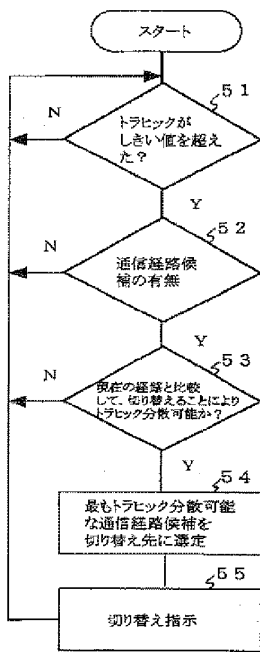 スタート
51
トラヒックが
しきい値を超え
た?
N
Y
52
通信経路候
補の有無
N
Y
53
現在の経路と比較
して、切り替えることにより
トラヒック分散可能か?
N
Y
54
最もトラヒック分散可能
な通信経路候補を
切り替え先に選定
55
切り替え指示